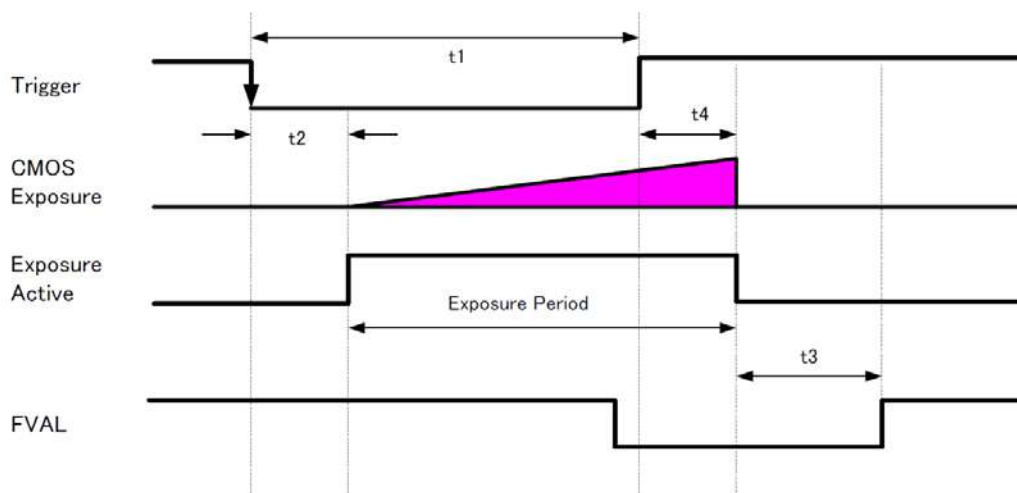 t1
Trigger
t2
t4
CMOS
Exposure
Exposure
Active
Exposure Period
t3
FVAL